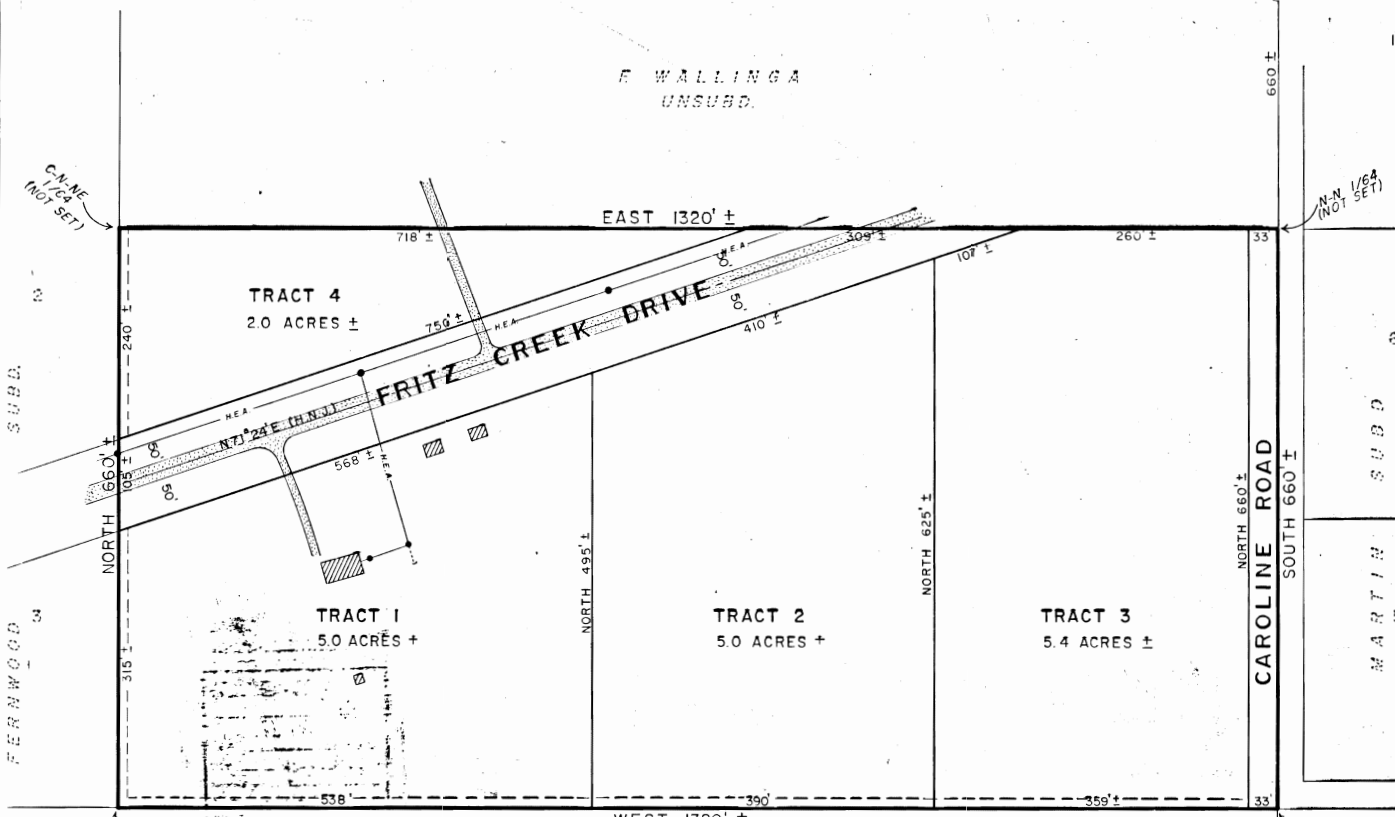 E WALLINGA
UNSUBD.
660' ±
C-N-NE
1/64
(NOT SET)
N-N 1/64
(NOT SET)
EAST 1320' ±
718' ±
309' ±
260' ±
33'
107' ±
H.E.A.
50'
50'
TRACT 4
2.0 ACRES ±
240' ±
750' ±
H.E.A.
FRITZ CREEK DRIVE
410' ±
2
SUBD.
H.E.A.
N.71°24'E (H.N.J.)
50'
50'
105' ±
NORTH 660' ±
568' ±
H.E.A.
NORTH 495' ±
NORTH 625' ±
NORTH 660' ±
CAROLINE ROAD
SOUTH 660' ±
SUBD
MARTIN
3
FERNWOOD
315' ±
TRACT 1
5.0 ACRES +
TRACT 2
5.0 ACRES +
TRACT 3
5.4 ACRES ±
538'
390'
359' ±
33'
WEST 1320' ±